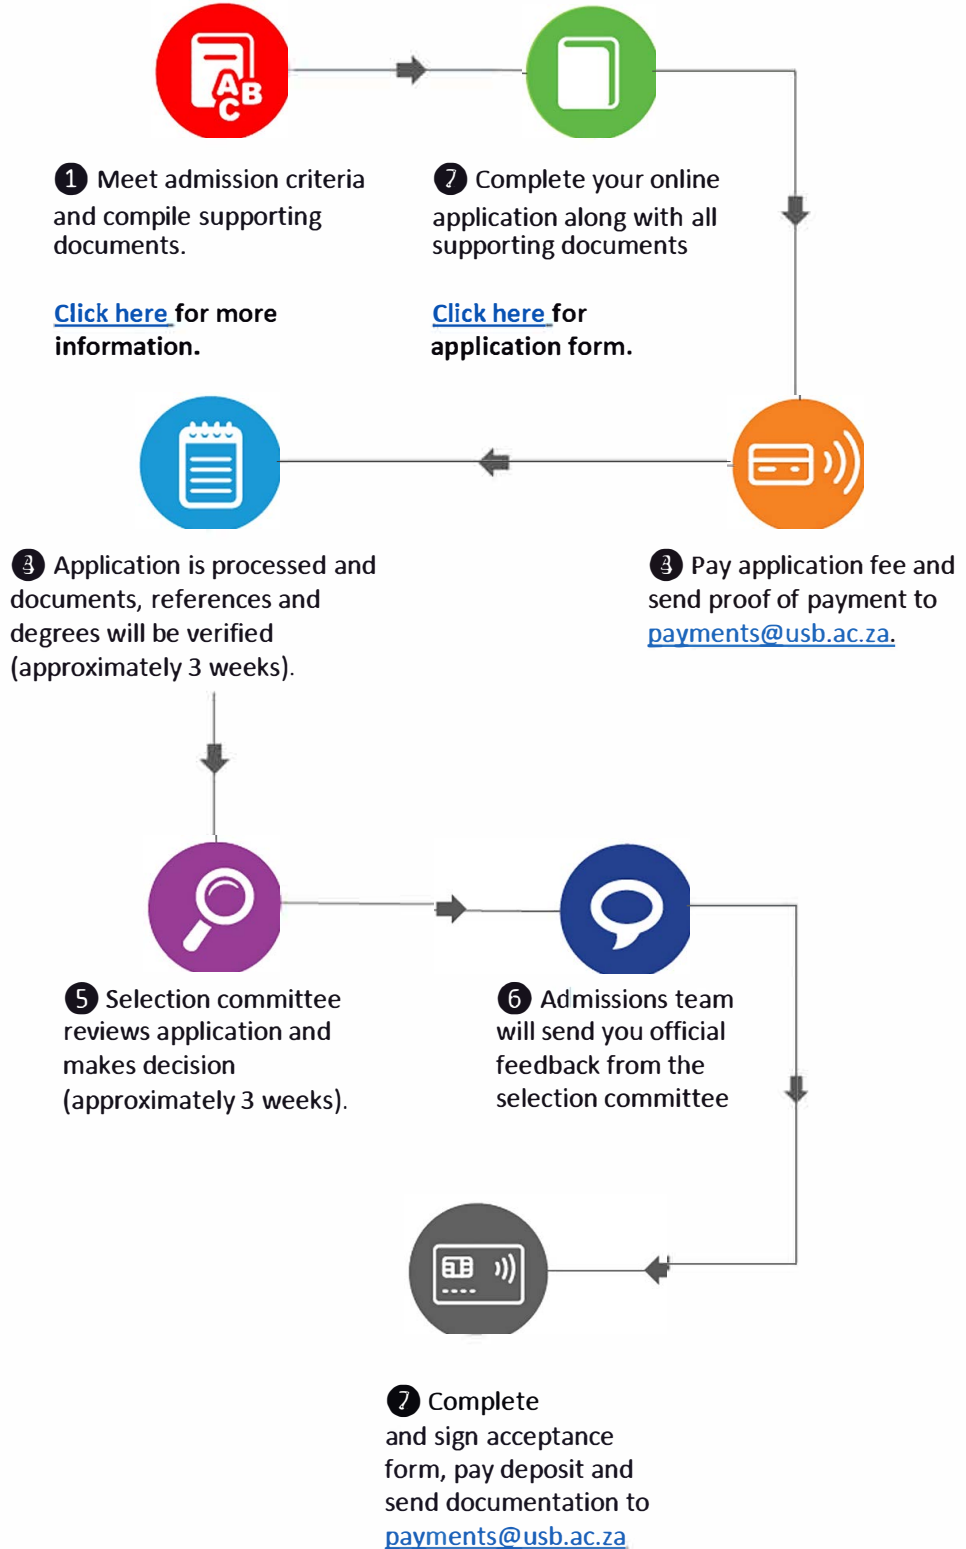 A
B
C
1 Meet admission criteria
and compile supporting
documents.
Click here for more
information.
7 Complete your online
application along with all
supporting documents
Click here for
application form.
3 Pay application fee and
send proof of payment to
payments@usb.ac.za.
Application is processed and
documents, references and
degrees will be verified
(approximately 3 weeks).
5 Selection committee
reviews application and
makes decision
(approximately 3 weeks).
6 Admissions team
will send you official
feedback from the
selection committee
7 Complete
and sign acceptance
form, pay deposit and
send documentation to
payments@usb.ac.za